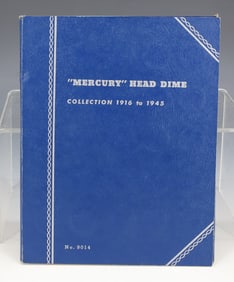 "MERCURY" HEAD DIME
COLLECTION 1916 to 1945
No. 9014